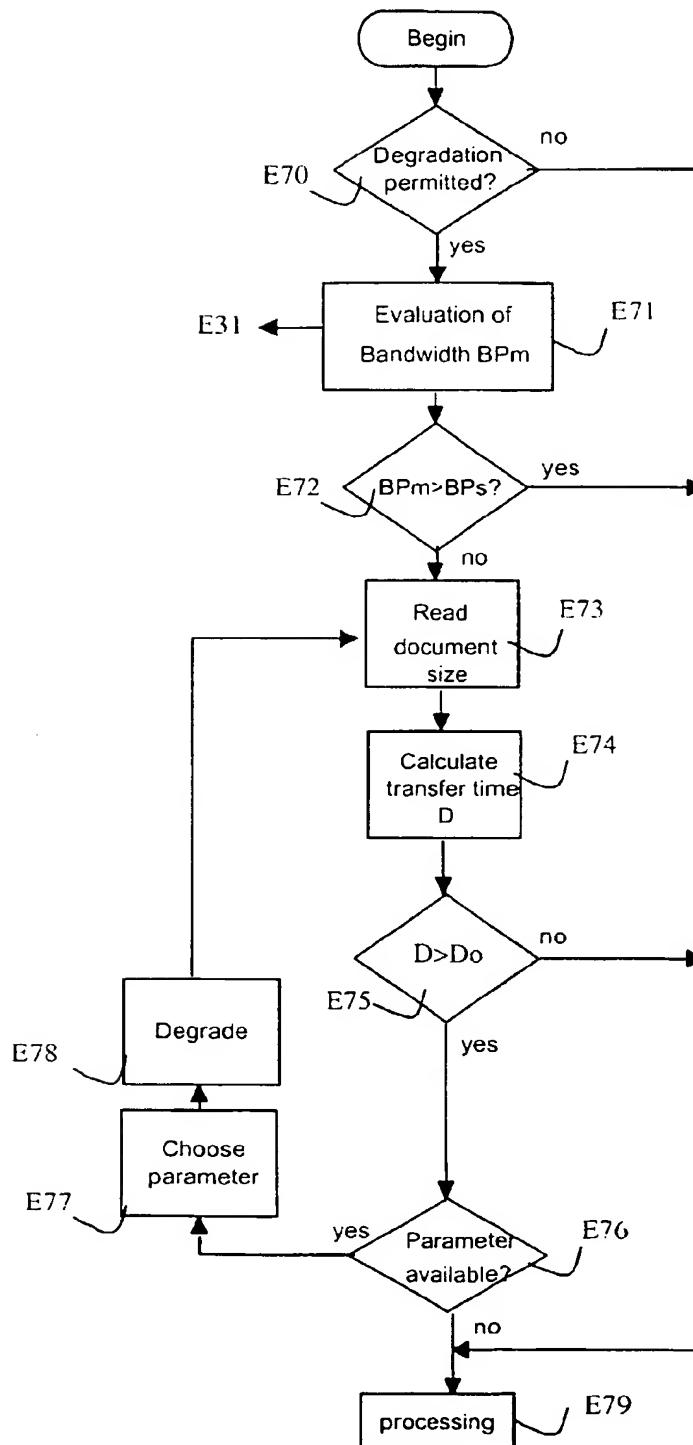 Begin
Degradation
permitted?
no
E70
yes
Evaluation of
Bandwidth BPm
E71
E31
BPm>BPs?
yes
E72
no
Read
document
size
E73
Calculate
transfer time
D
E74
D>Do
no
E75
yes
Degrade
E78
Choose
parameter
E77
yes
Parameter
available?
E76
no
processing
E79